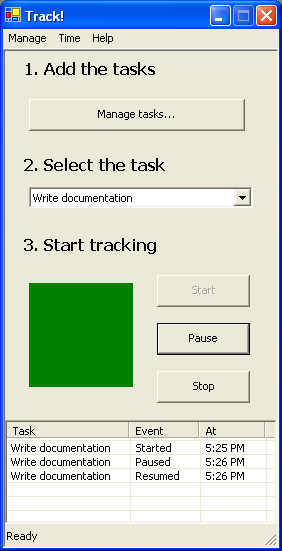 Track!
Manage Time Help
1. Add the tasks
Manage tasks...
2. Select the task
Write documentation
3. Start tracking
Start
Pause
Stop
Task Event At
Write documentation Started 5:25 PM
Write documentation Paused 5:26 PM
Write documentation Resumed 5:26 PM
Ready